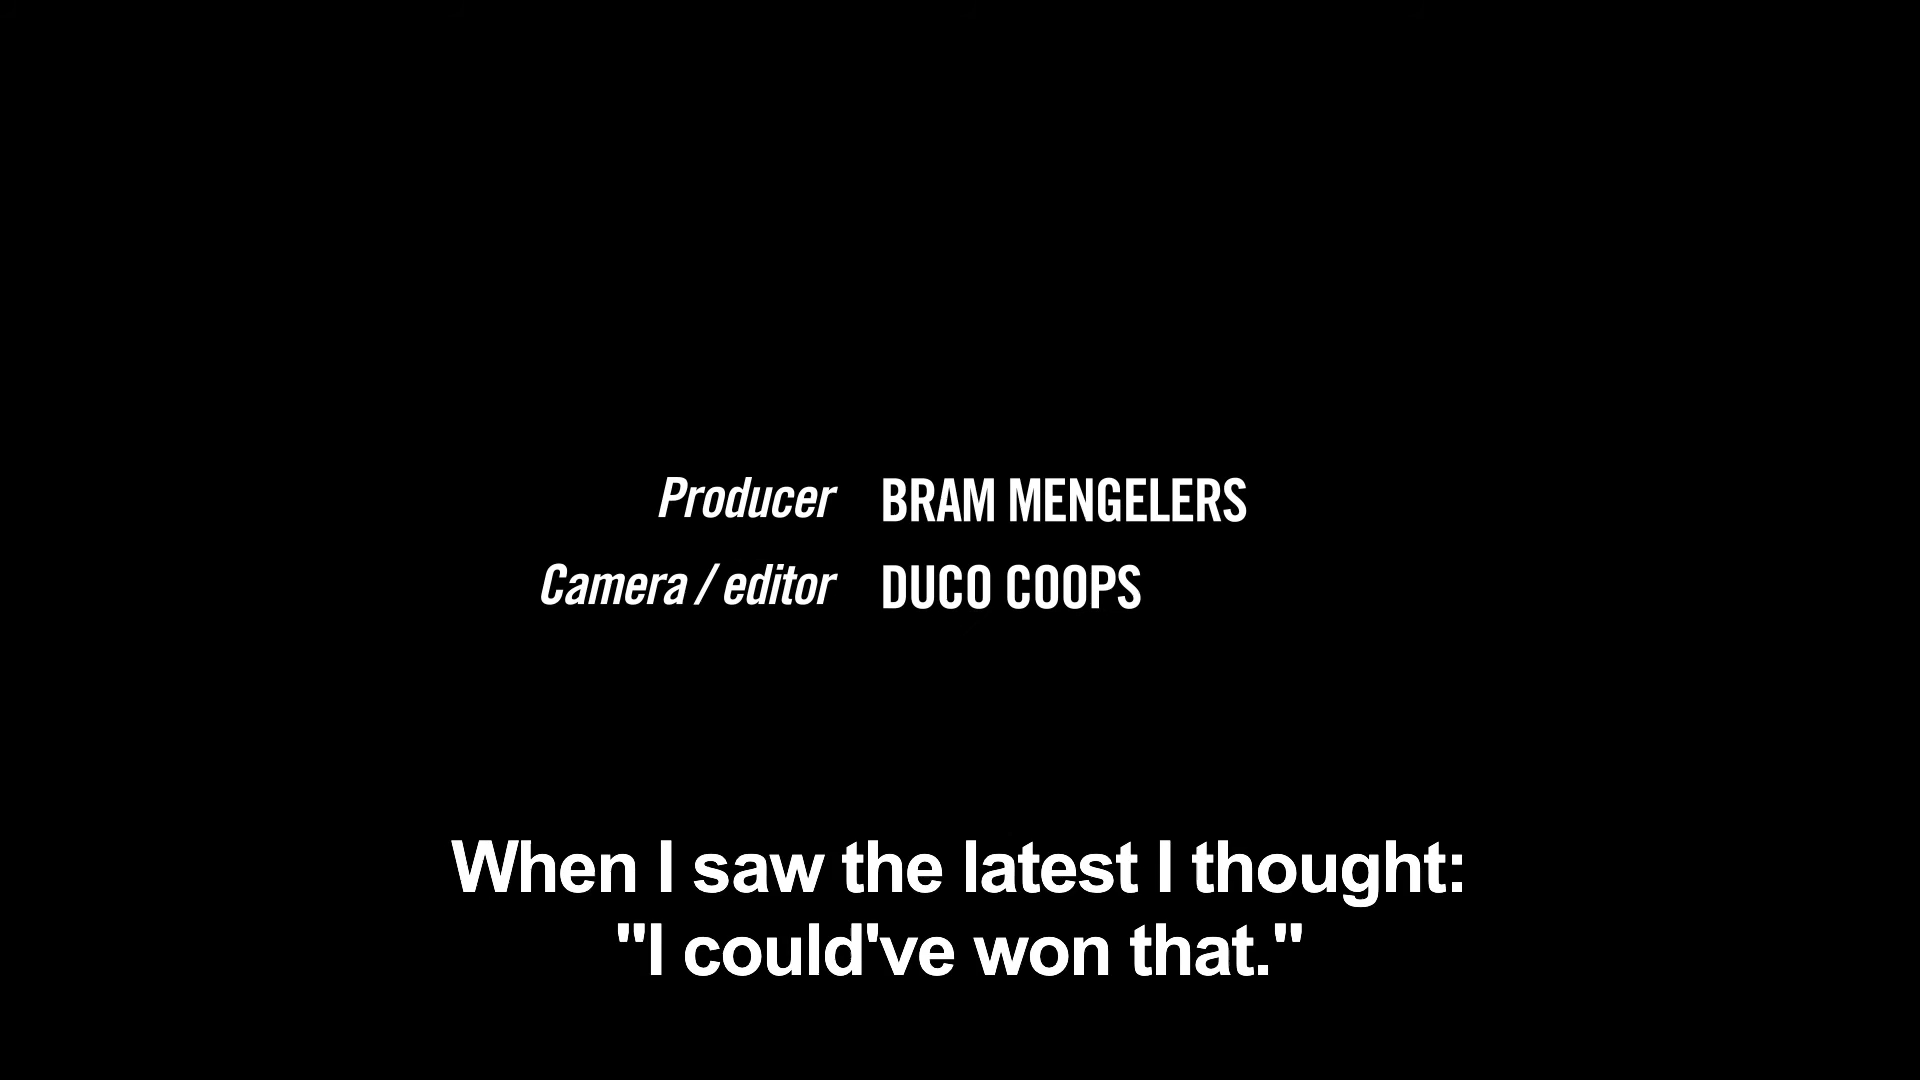 Producer BRAM MENGELERS
Camera / editor DUCO COOPS
When I saw the latest I thought:
"I could've won that."